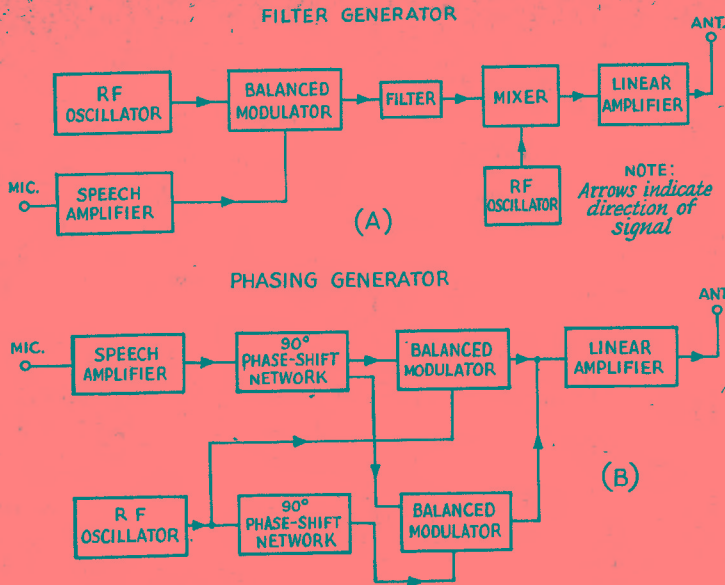 FILTER GENERATOR
ANT.
RF
OSCILLATOR
BALANCED
MODULATOR
FILTER
MIXER
LINEAR
AMPLIFIER
MIC.
SPEECH
AMPLIFIER
RF
OSCILLATOR
NOTE:
Arrows indicate
direction of
signal
(A)
PHASING GENERATOR
ANT.
MIC.
SPEECH
AMPLIFIER
90°
PHASE-SHIFT
NETWORK
BALANCED
MODULATOR
LINEAR
AMPLIFIER
(B)
RF
OSCILLATOR
90°
PHASE-SHIFT
NETWORK
BALANCED
MODULATOR